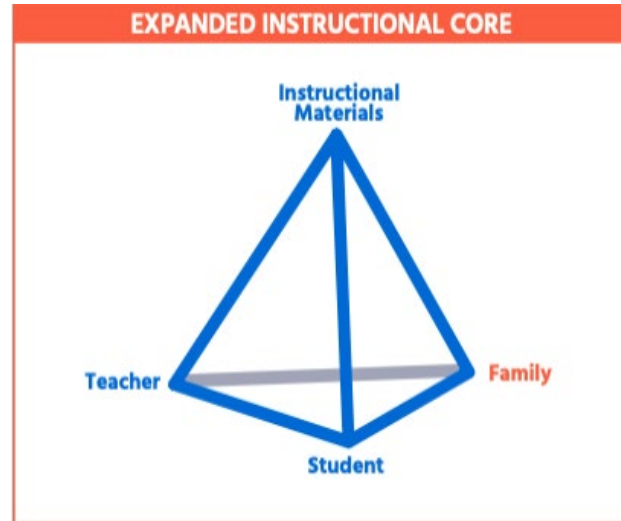 EXPANDED INSTRUCTIONAL CORE
Instructional
Materials
Teacher
Family
Student